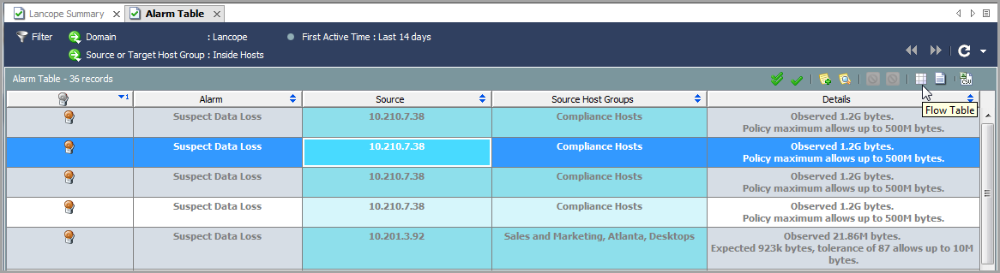 Lancope Summary
Alarm Table
Filter
Domain : Lancope
First Active Time : Last 14 days
Source or Target Host Group : Inside Hosts
Alarm Table - 36 records
CSV
1 Alarm Source Source Host Groups Details
Flow Table
Suspect Data Loss 10.210.7.38 Compliance Hosts Observed 1.2G bytes.
Policy maximum allows up to 500M bytes.
Suspect Data Loss 10.210.7.38 Compliance Hosts Observed 1.2G bytes.
Policy maximum allows up to 500M bytes.
Suspect Data Loss 10.210.7.38 Compliance Hosts Observed 1.2G bytes.
Policy maximum allows up to 500M bytes.
Suspect Data Loss 10.210.7.38 Compliance Hosts Observed 1.2G bytes.
Policy maximum allows up to 500M bytes.
Suspect Data Loss 10.201.3.92 Sales and Marketing, Atlanta, Desktops Observed 21.86M bytes.
Expected 923k bytes, tolerance of 87 allows up to 10M
bytes.